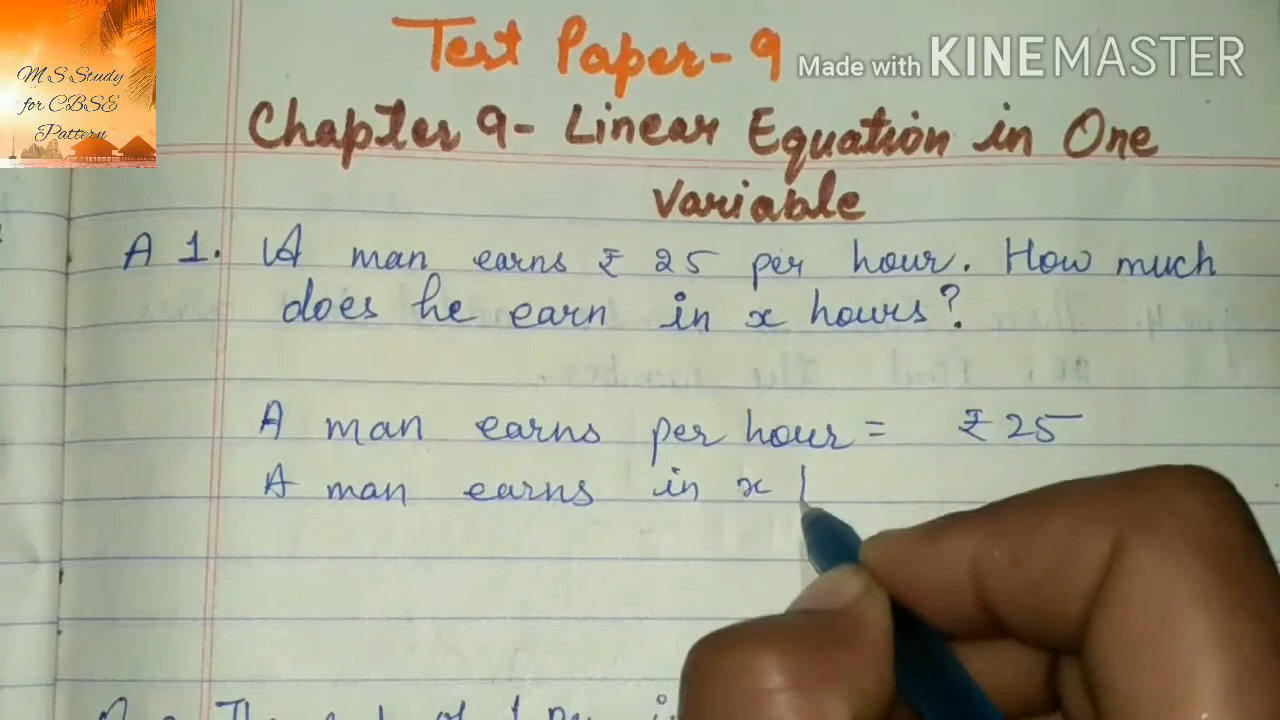 M S Study
for CBSE
Pattern
Made with KINEMASTER
Test Paper-9
Chapter 9- Linear Equation in One
Variable
A 1. A man earns ₹ 25 per hour. How much
does he earn in x hours?
A man earns per hour = ₹ 25
A man earns in x